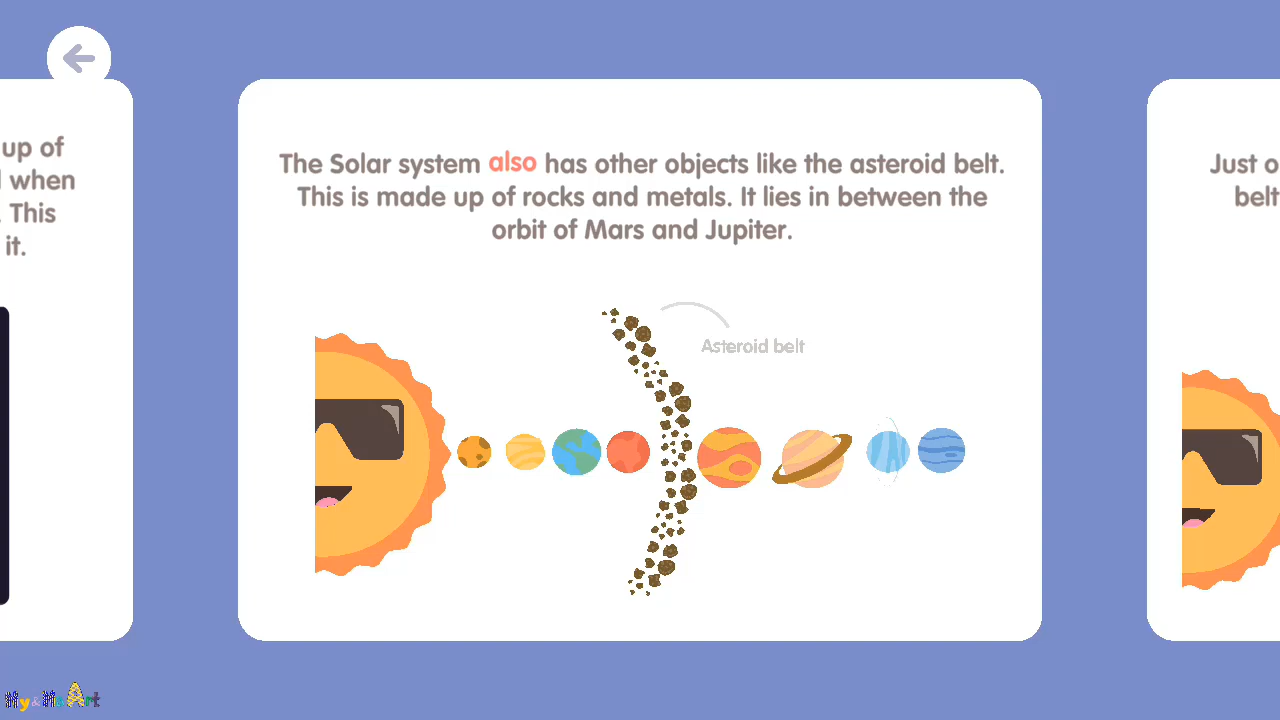 up of
when
. This
it.
The Solar system also has other objects like the asteroid belt.
This is made up of rocks and metals. It lies in between the
orbit of Mars and Jupiter.
Asteroid belt
Just o
belt